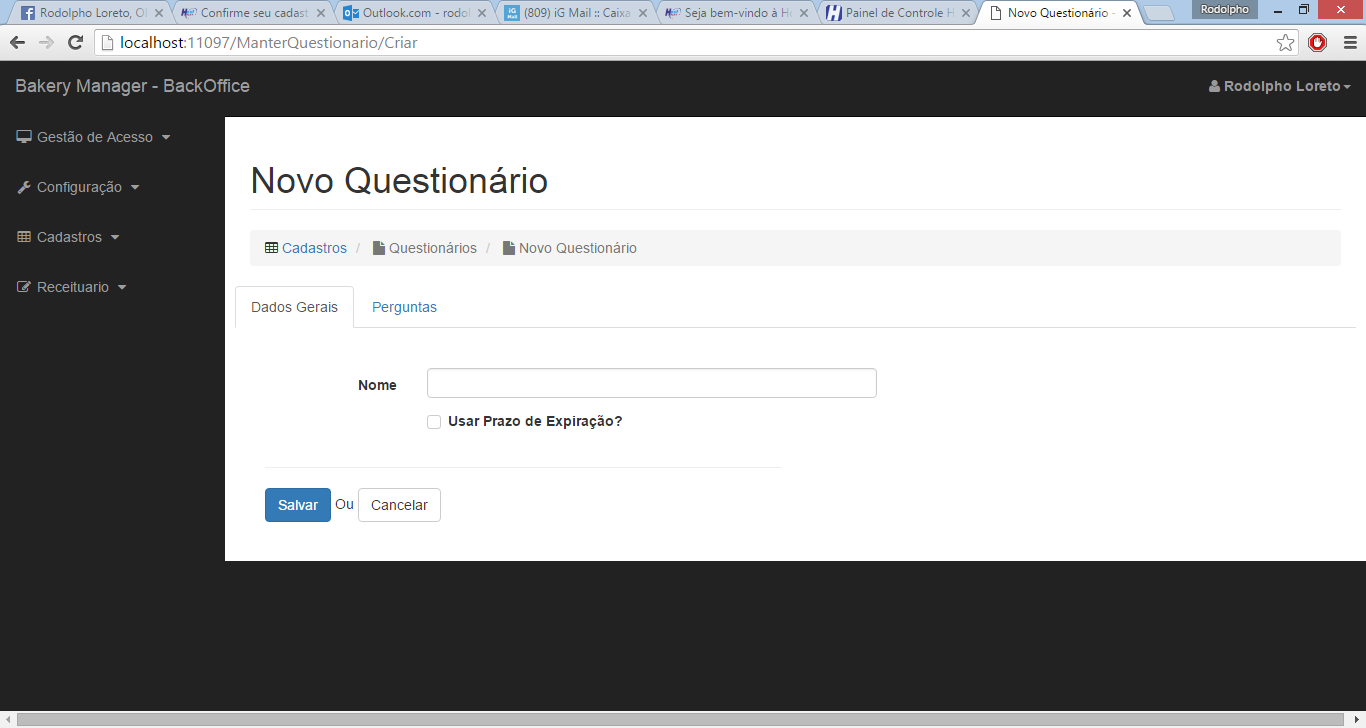 Rodolpho Loreto, Ol
Confirme seu cadast
Outlook.com - rodol
(809) iG Mail :: Caixa
Seja bem-vindo à Ho
Painel de Controle H
Novo Questionário -
Rodolpho
localhost:11097/ManterQuestionario/Criar
Bakery Manager - BackOffice
Rodolpho Loreto
Gestão de Acesso
Configuração
Cadastros
Receituario
Novo Questionário
Cadastros / Questionários / Novo Questionário
Dados Gerais Perguntas
Nome
Usar Prazo de Expiração?
Salvar Ou Cancelar